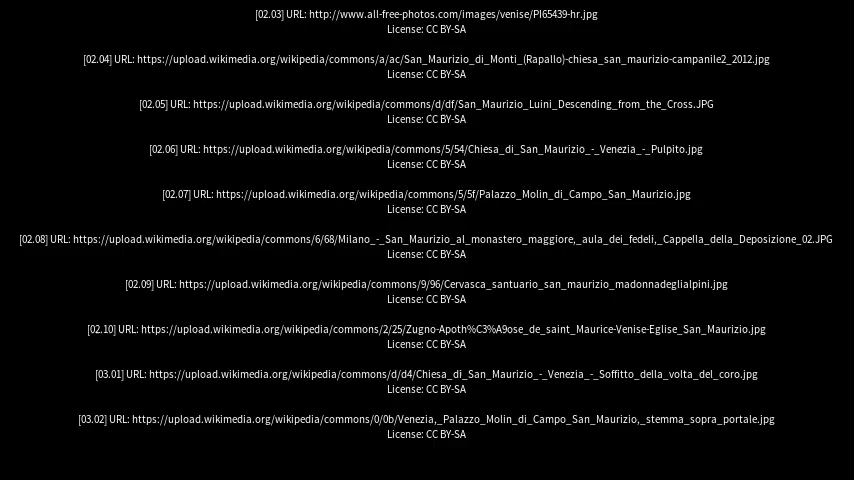 [02.03] URL: http://www.all-free-photos.com/images/venise/PI65439-hr.jpg
License: CC BY-SA
[02.04] URL: https://upload.wikimedia.org/wikipedia/commons/a/ac/San_Maurizio_di_Monti_(Rapallo)-chiesa_san_maurizio-campanile2_2012.jpg
License: CC BY-SA
[02.05] URL: https://upload.wikimedia.org/wikipedia/commons/d/df/San_Maurizio_Luini_Descending_from_the_Cross.JPG
License: CC BY-SA
[02.06] URL: https://upload.wikimedia.org/wikipedia/commons/5/54/Chiesa_di_San_Maurizio_-_Venezia_-_Pulpito.jpg
License: CC BY-SA
[02.07] URL: https://upload.wikimedia.org/wikipedia/commons/5/5f/Palazzo_Molin_di_Campo_San_Maurizio.jpg
License: CC BY-SA
[02.08] URL: https://upload.wikimedia.org/wikipedia/commons/6/68/Milano_-_San_Maurizio_al_monastero_maggiore,_aula_dei_fedeli,_Cappella_della_Deposizione_02.JPG
License: CC BY-SA
[02.09] URL: https://upload.wikimedia.org/wikipedia/commons/9/96/Cervasca_santuario_san_maurizio_madonnadeglialpini.jpg
License: CC BY-SA
[02.10] URL: https://upload.wikimedia.org/wikipedia/commons/2/25/Zugno-Apoth%C3%A9ose_de_saint_Maurice-Venise-Eglise_San_Maurizio.jpg
License: CC BY-SA
[03.01] URL: https://upload.wikimedia.org/wikipedia/commons/d/d4/Chiesa_di_San_Maurizio_-_Venezia_-_Soffitto_della_volta_del_coro.jpg
License: CC BY-SA
[03.02] URL: https://upload.wikimedia.org/wikipedia/commons/0/0b/Venezia,_Palazzo_Molin_di_Campo_San_Maurizio,_stemma_sopra_portale.jpg
License: CC BY-SA